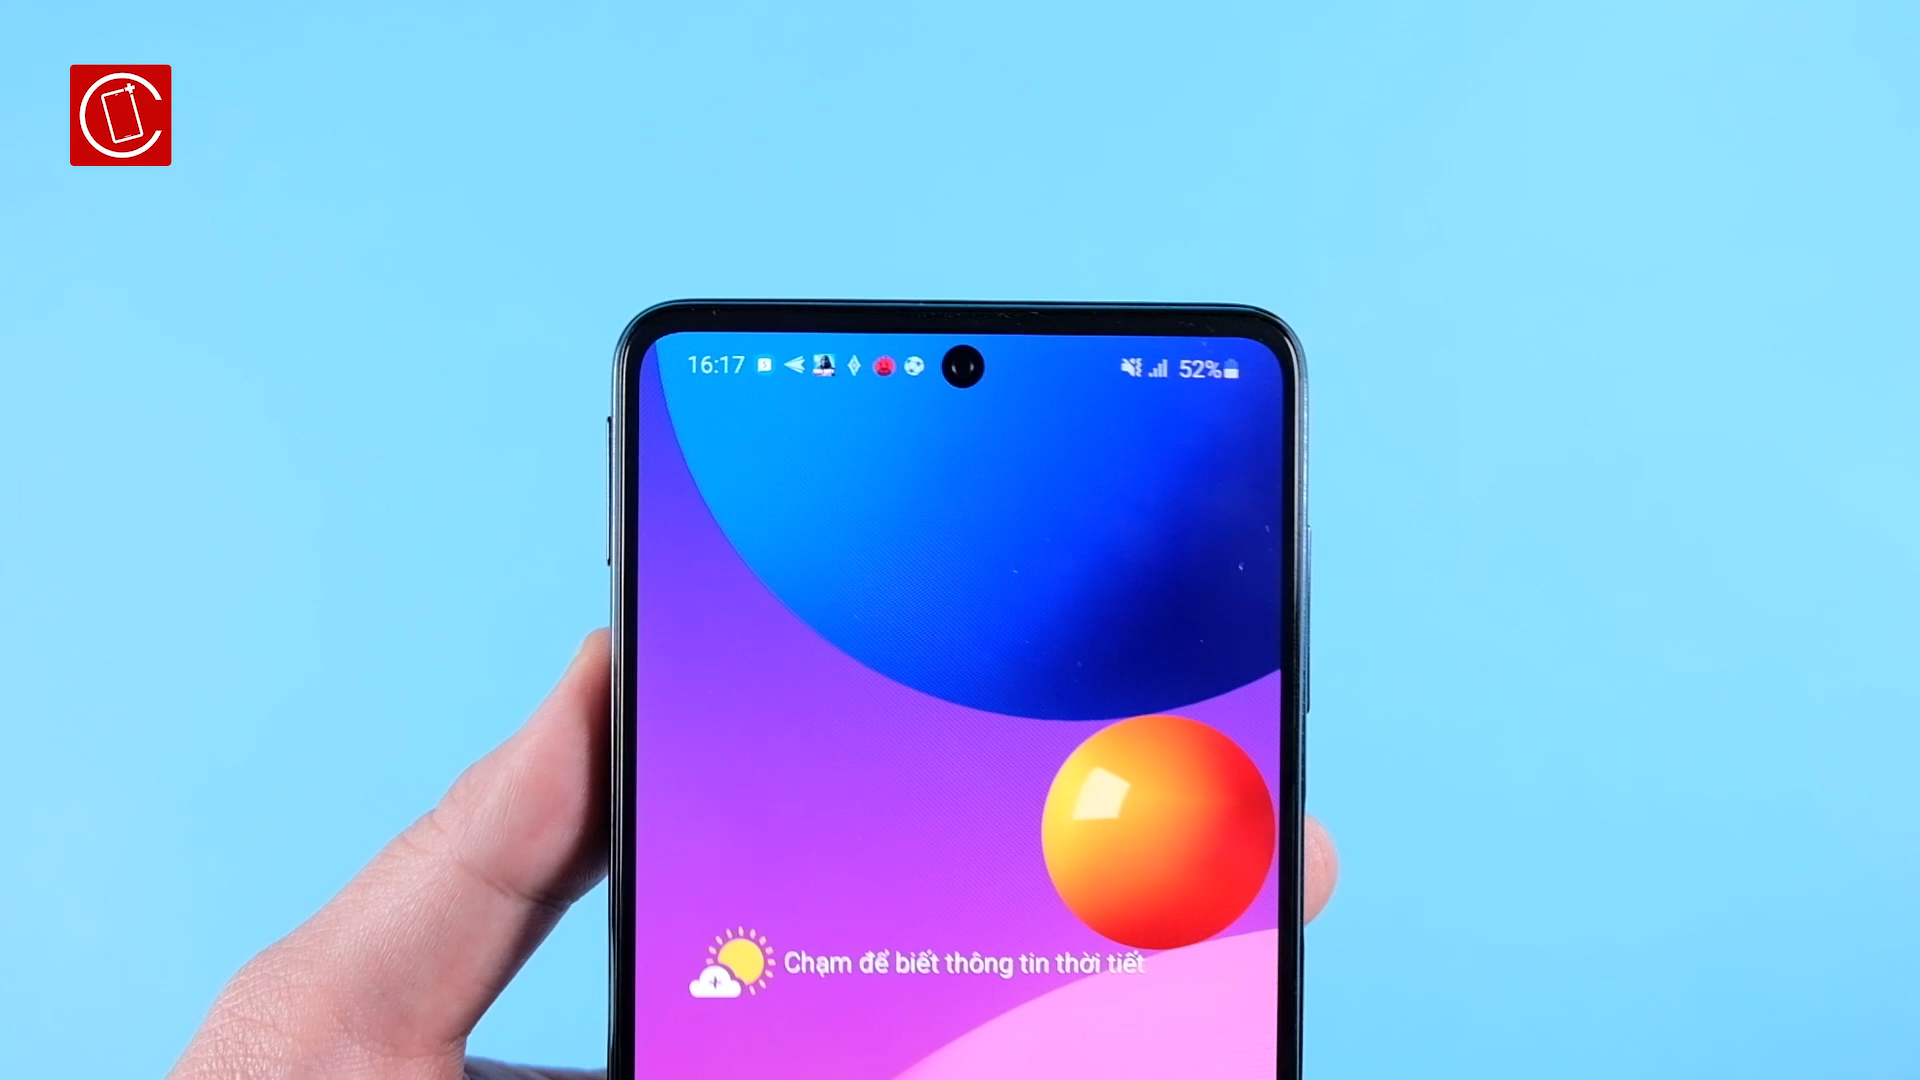 16:17
52%
Chạm để biết thông tin thời tiết